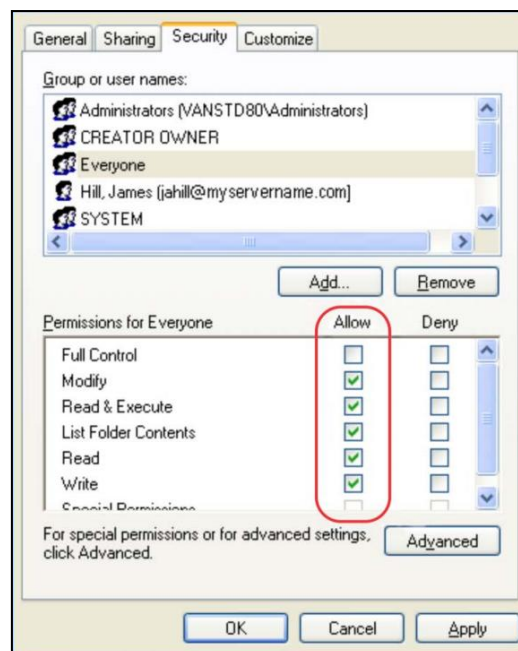 General Sharing Security Customize
Group or user names:
Administrators (VANSTD80\Administrators)
CREATOR OWNER
Everyone
Hill, James [jahill@myservername.com]
SYSTEM
Add... Remove
Permissions for Everyone Allow Deny
Full Control
Modify
Read & Execute
List Folder Contents
Read
Write
Special Permissions
For special permissions or for advanced settings, click Advanced.
Advanced
OK Cancel Apply